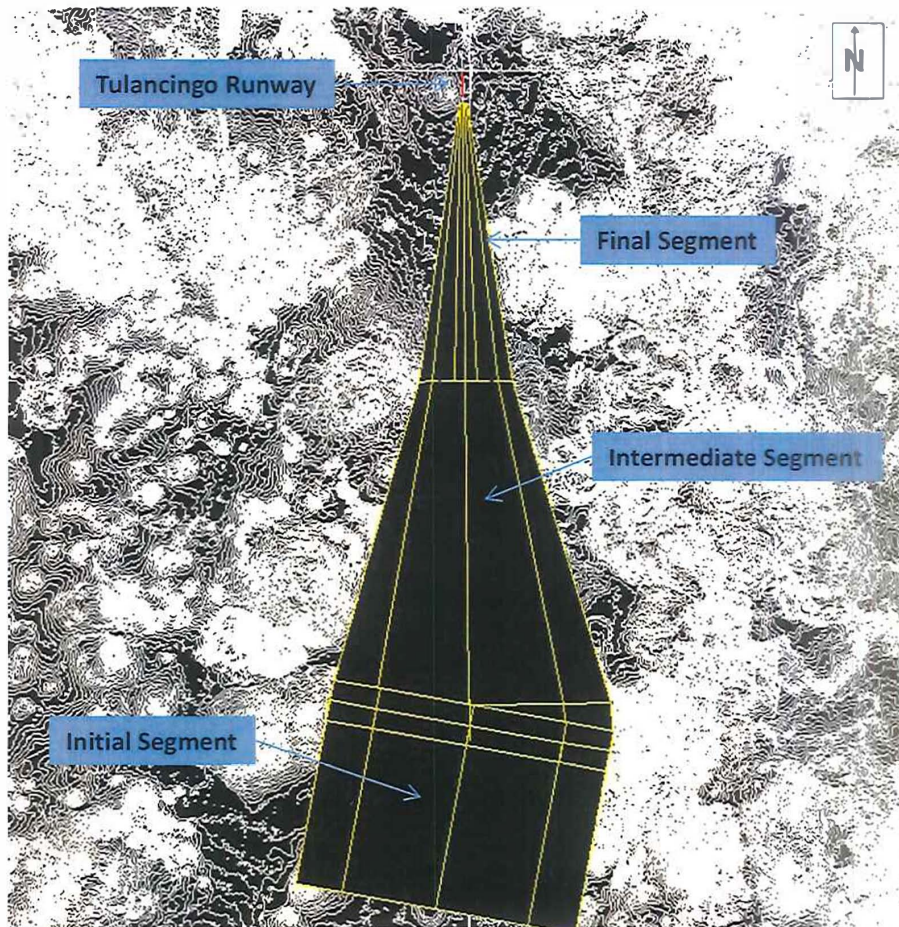 N
Tulancingo Runway
Final Segment
Intermediate Segment
Initial Segment